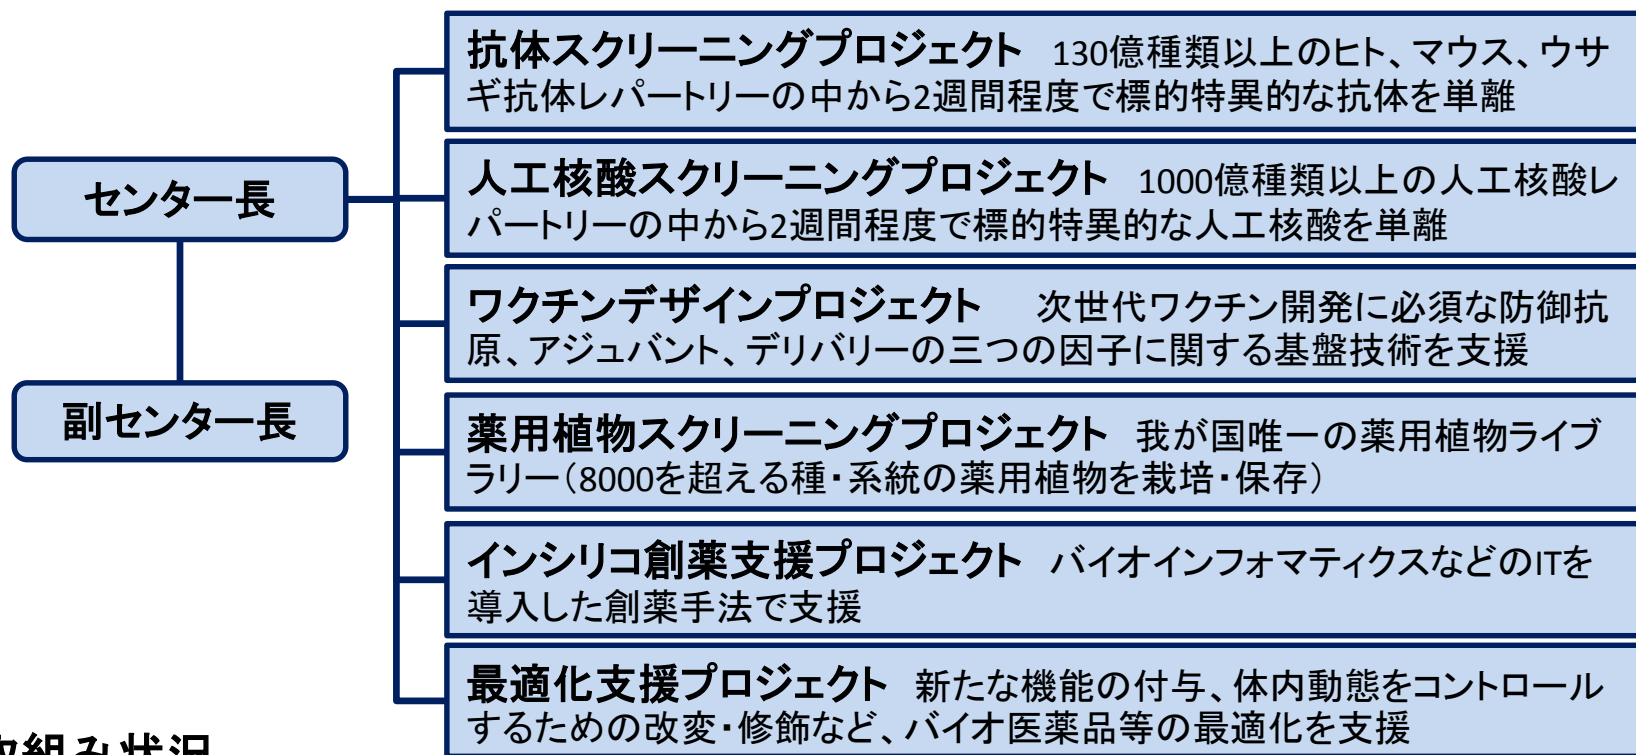 センター長
副センター長
抗体スクリーニングプロジェクト 130億種類以上のヒト、マウス、ウサ
ギ抗体レパートリーの中から2週間程度で標的特異的な抗体を単離
人工核酸スクリーニングプロジェクト 1000億種類以上の人工核酸レ
パートリーの中から2週間程度で標的特異的な人工核酸を単離
ワクチンデザインプロジェクト 次世代ワクチン開発に必須な防御抗
原、アジュバント、デリバリーの三つの因子に関する基盤技術を支援
薬用植物スクリーニングプロジェクト 我が国唯一の薬用植物ライブ
ラリー（8000を超える種・系統の薬用植物を栽培・保存）
インシリコ創薬支援プロジェクト バイオインフォマティクスなどのITを
導入した創薬手法で支援
最適化支援プロジェクト 新たな機能の付与、体内動態をコントロール
するための改変・修飾など、バイオ医薬品等の最適化を支援
組み状況